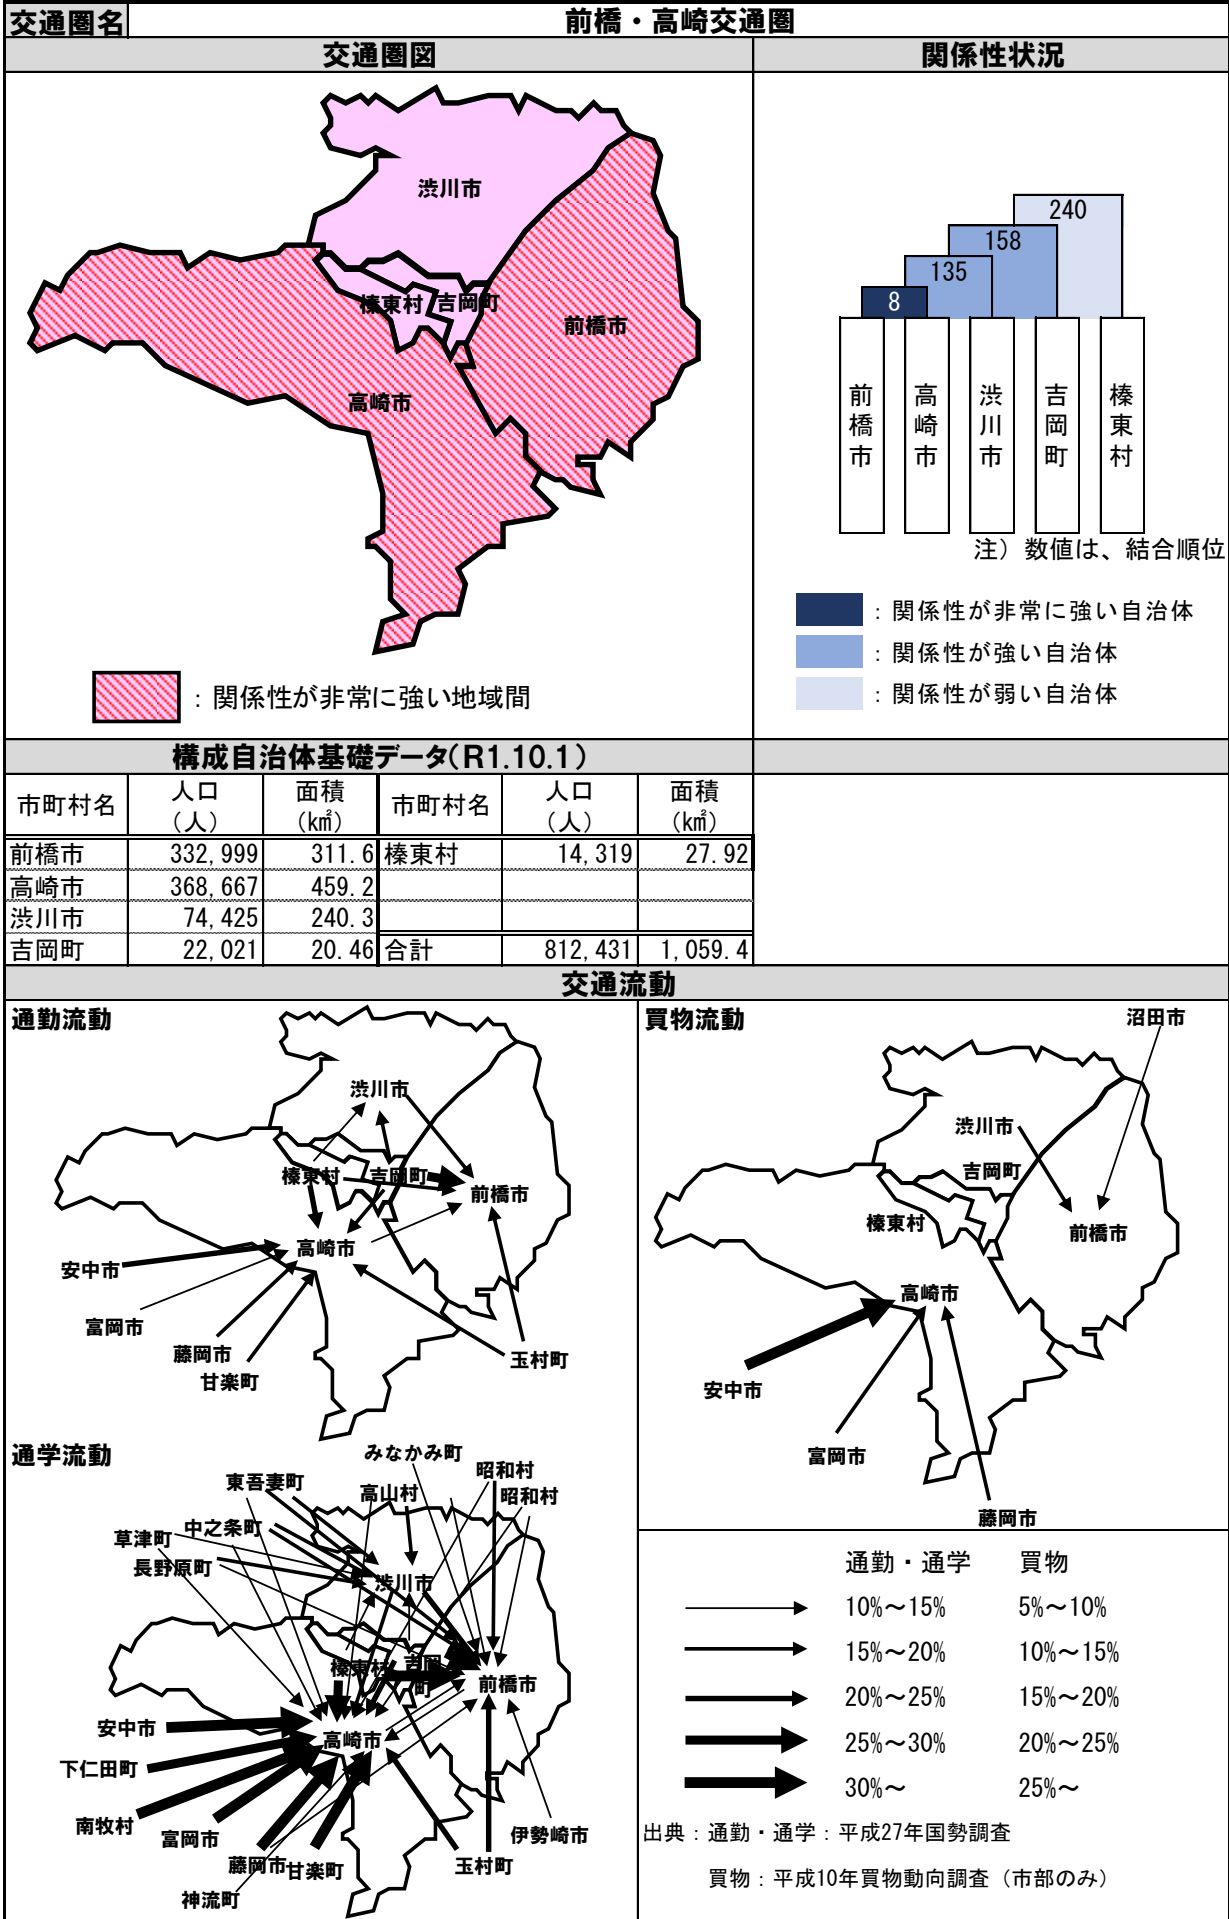 交通圏名
前橋・高崎交通圏
交通圏図
関係性状況
渋川市
榛東村
吉岡町
前橋市
高崎市
：関係性が非常に強い地域間
240
158
135
8
前橋市
高崎市
渋川市
吉岡町
榛東村
注）数値は、結合順位
：関係性が非常に強い自治体
：関係性が強い自治体
：関係性が弱い自治体
構成自治体基礎データ(R1.10.1)
市町村名 人口（人） 面積（k㎡） 市町村名 人口（人） 面積（k㎡）
前橋市 332,999 311.6 榛東村 14,319 27.92
高崎市 368,667 459.2
渋川市 74,425 240.3
吉岡町 22,021 20.46 合計 812,431 1,059.4
交通流動
通勤流動
渋川市
榛東村
吉岡町
前橋市
高崎市
安中市
富岡市
藤岡市
甘楽町
玉村町
買物流動
沼田市
渋川市
吉岡町
榛東村
前橋市
高崎市
安中市
富岡市
藤岡市
通学流動
みなかみ町
東吾妻町
高山村
昭和村
昭和村
中之条町
草津町
長野原町
渋川市
榛東村
吉岡町
前橋市
高崎市
安中市
下仁田町
南牧村
富岡市
藤岡市
甘楽町
神流町
玉村町
伊勢崎市
通勤・通学 買物
10%～15% 5%～10%
15%～20% 10%～15%
20%～25% 15%～20%
25%～30% 20%～25%
30%～ 25%～
出典：通勤・通学：平成27年国勢調査
買物：平成10年買物動向調査（市部のみ）